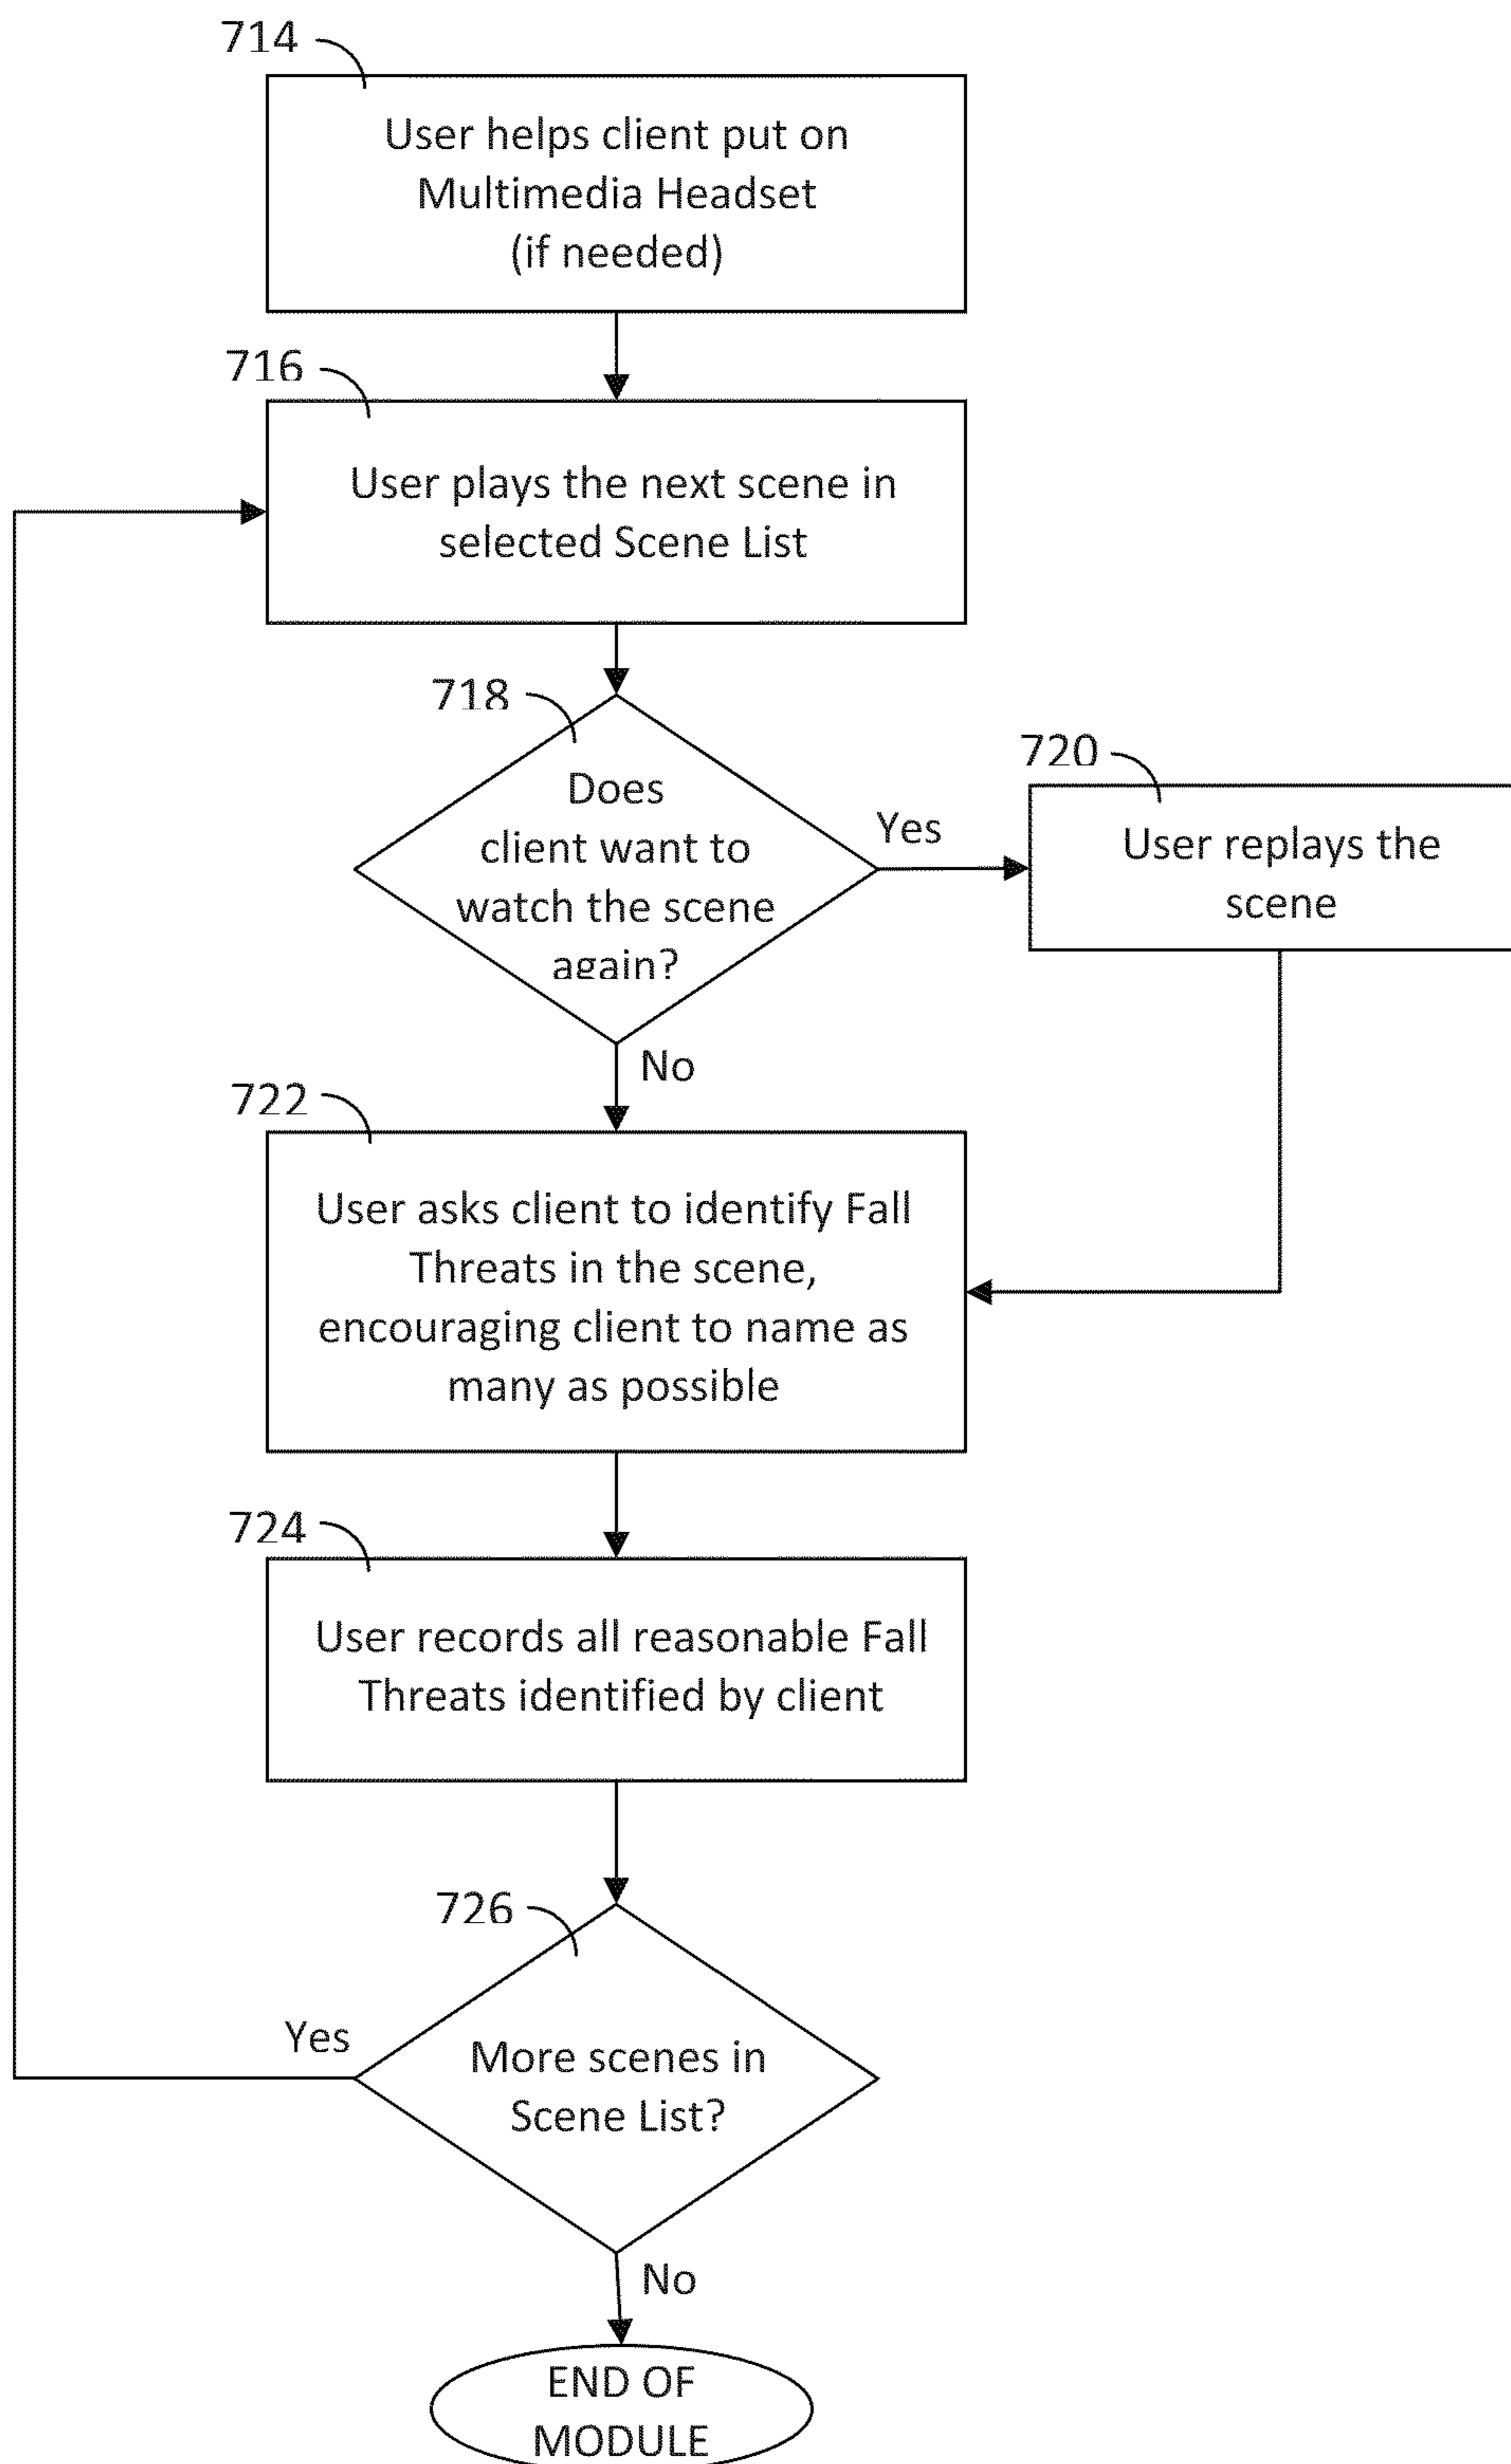 714
User helps client put on
Multimedia Headset
(if needed)
716
User plays the next scene in
selected Scene List
718
Does
client want to
watch the scene
again?
Yes
720
User replays the
scene
No
722
User asks client to identify Fall
Threats in the scene,
encouraging client to name as
many as possible
724
User records all reasonable Fall
Threats identified by client
726
Yes
More scenes in
Scene List?
No
END OF
MODULE